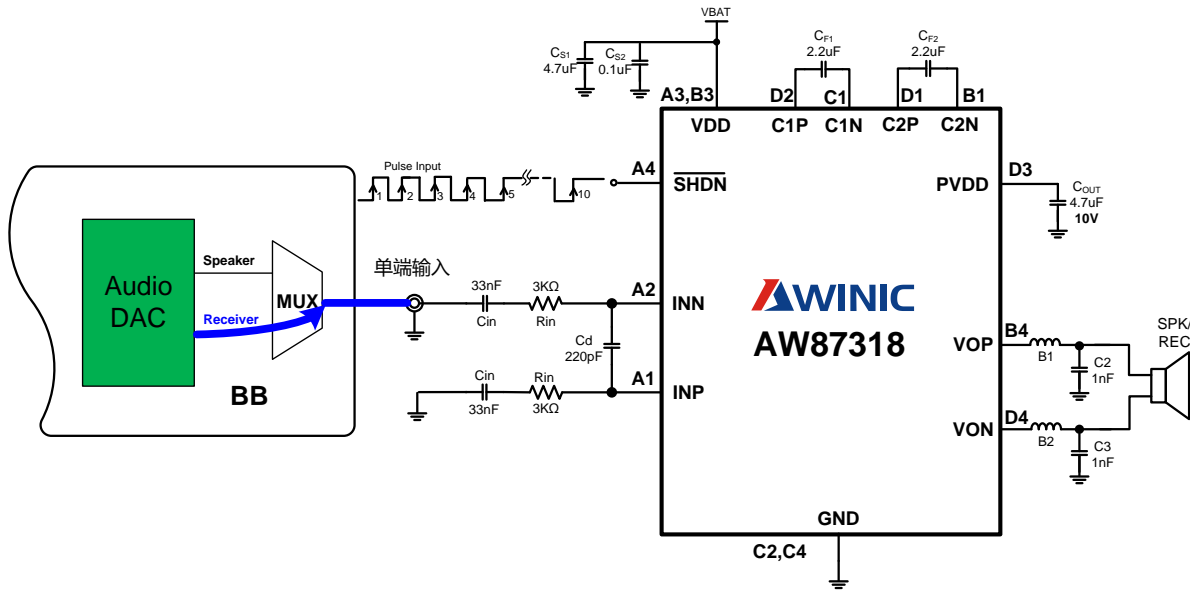 VBAT
CS1
4.7uF
CS2
0.1uF
CF1
2.2uF
CF2
2.2uF
A3,B3
D2
C1
D1
B1
VDD
C1P
C1N
C2P
C2N
Pulse Input
1
2
3
4
5
10
A4
SHDN
D3
PVDD
COUT
4.7uF
10V
Audio
DAC
Speaker
Receiver
MUX
BB
单端输入
33nF
Cin
3KΩ
Rin
A2
INN
Cd
220pF
Cin
33nF
Rin
3KΩ
A1
INP
AWINIC
AW87318
VOP
B4
B1
C2
1nF
SPK/
REC
VON
D4
B2
C3
1nF
GND
C2,C4